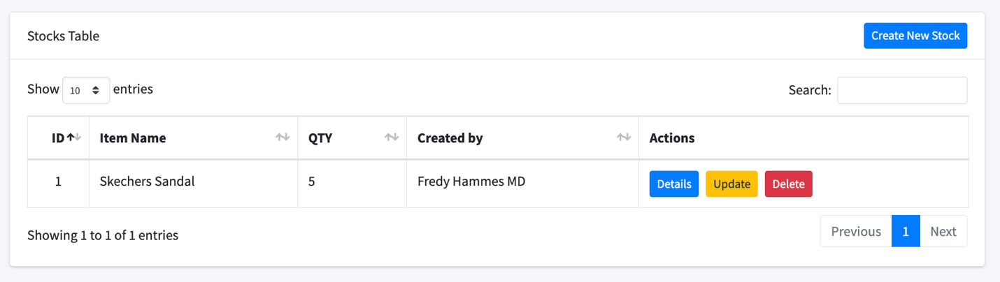 Stocks Table Create New Stock
Show 10 entries Search:
ID Item Name QTY Created by Actions
1 Skechers Sandal 5 Fredy Hammes MD Details Update Delete
Showing 1 to 1 of 1 entries Previous 1 Next